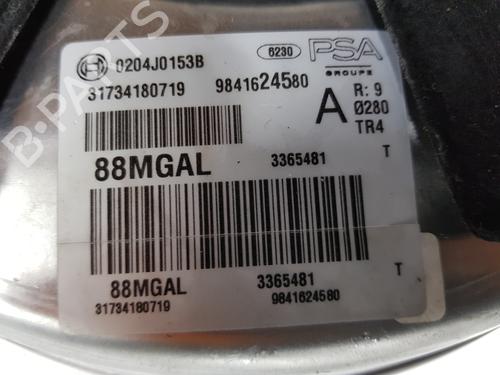 0204J0153B 6230 PSA
GROUPE
31734180719 9841624580 A R: 9
Ø280
TR4
88MGAL 3365481 T
88MGAL 3365481 T
31734180719 9841624580
B-PARTS